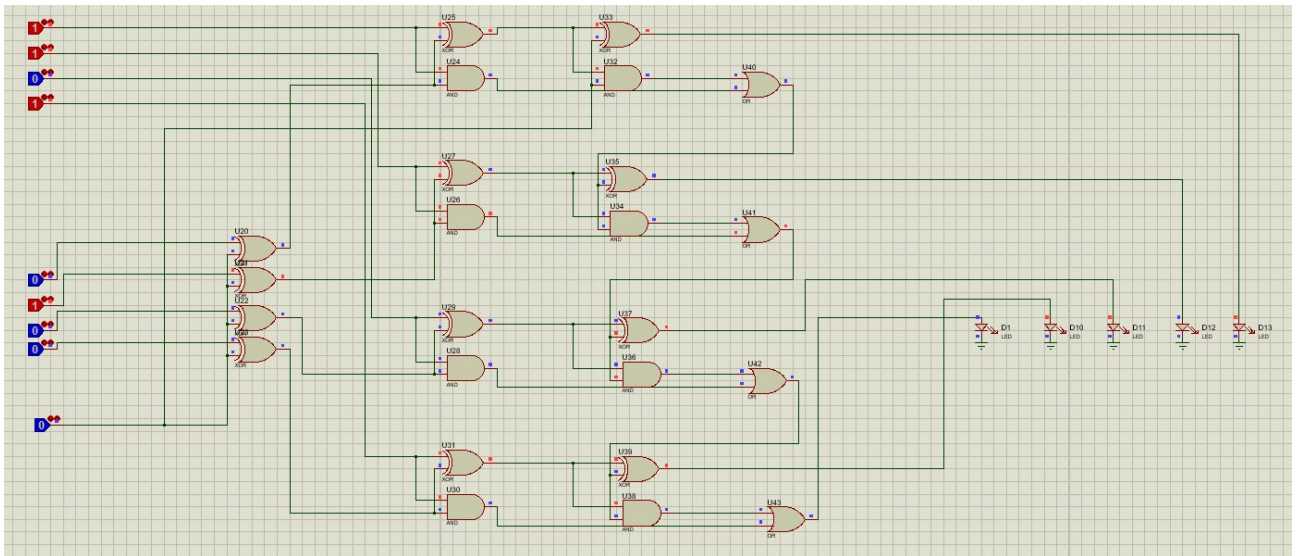 U25
U33
1
XOR
XOR
1
U24
U32
U40
0
AND
AND
OR
1
U27
U35
XOR
XOR
U26
U34
U41
AND
AND
OR
U20
0
XOR
1
U22
U29
U37
0
XOR
XOR
D1
D10
D11
D12
D13
LED
LED
LED
LED
LED
0
XOR
U28
U36
U42
AND
AND
OR
0
U31
U39
XOR
XOR
U30
U38
U43
AND
AND
OR